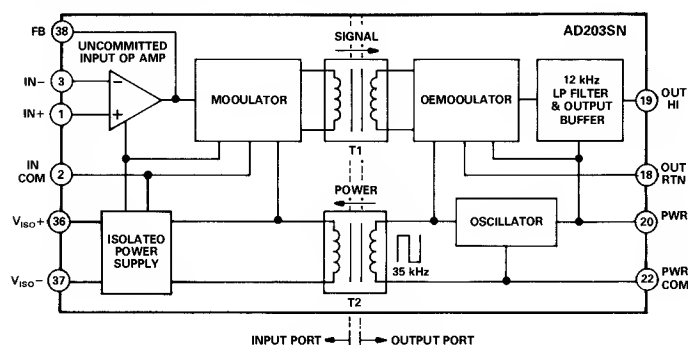 FB
38
UNCOMMITTED
INPUT OP AMP
SIGNAL
AD203SN
IN–
3
–
IN+
1
+
MOOULATOR
T1
OEMOOULATOR
12 kHz
LP FILTER
& OUTPUT
BUFFER
19
OUT
HI
IN
COM
2
18
OUT
RTN
POWER
VISO+
36
ISOLATEO
POWER
SUPPLY
OSCILLATOR
20
PWR
35 kHz
VISO–
37
T2
22
PWR
COM
INPUT PORT
OUTPUT PORT